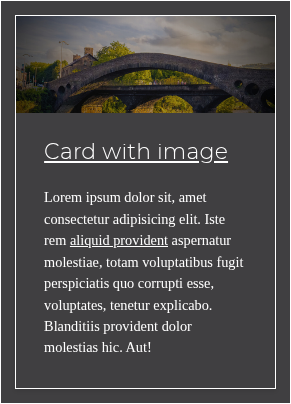 Card with image
Lorem ipsum dolor sit, amet
consectetur adipisicing elit. Iste
rem aliquid provident aspernatur
molestiae, totam voluptatibus fugit
perspiciatis quo corrupti esse,
voluptates, tenetur explicabo.
Blanditiis provident dolor
molestias hic. Aut!